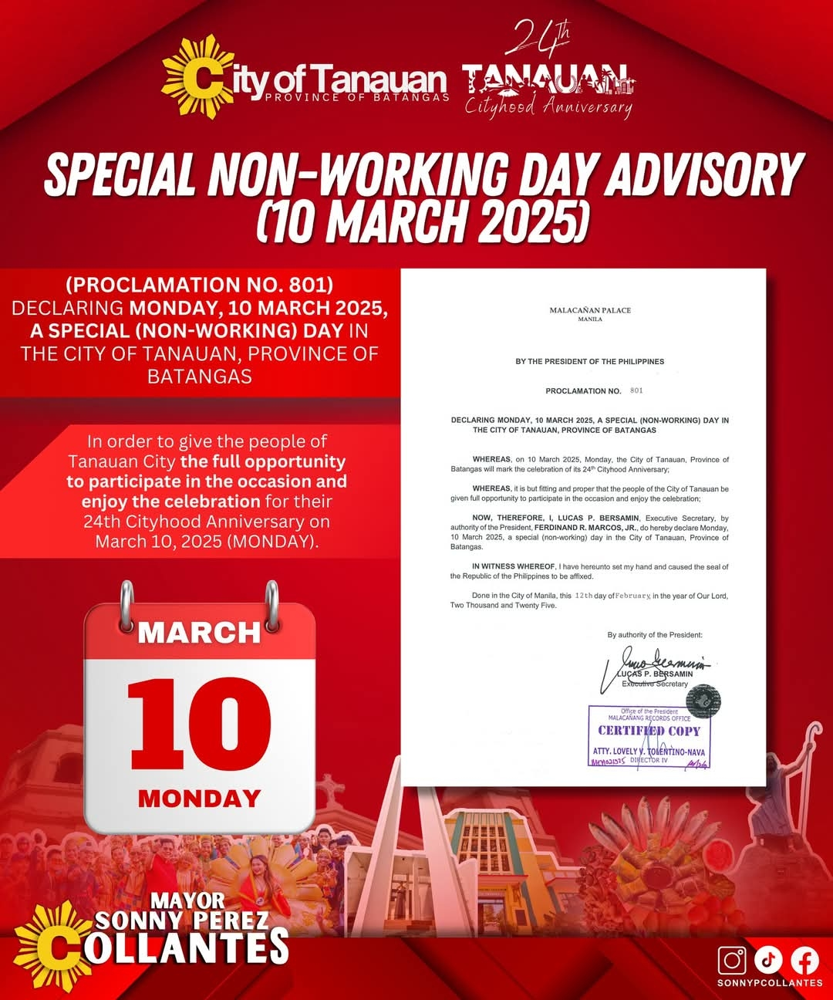 City of Tanauan
PROVINCE OF BATANGAS
24th
TANAUAN
Cityhood Anniversary
SPECIAL NON-WORKING DAY ADVISORY
(10 MARCH 2025)
(PROCLAMATION NO. 801)
DECLARING MONDAY, 10 MARCH 2025,
A SPECIAL (NON-WORKING) DAY IN
THE CITY OF TANAUAN, PROVINCE OF
BATANGAS
In order to give the people of
Tanauan City the full opportunity
to participate in the occasion and
enjoy the celebration for their
24th Cityhood Anniversary on
March 10, 2025 (MONDAY).
MARCH
10
MONDAY
MALACAÑAN PALACE
MANILA
BY THE PRESIDENT OF THE PHILIPPINES
PROCLAMATION NO. 801
DECLARING MONDAY, 10 MARCH 2025, A SPECIAL (NON-WORKING) DAY IN
THE CITY OF TANAUAN, PROVINCE OF BATANGAS
WHEREAS, on 10 March 2025, Monday, the City of Tanauan, Province of
Batangas will mark the celebration of its 24th Cityhood Anniversary;
WHEREAS, it is but fitting and proper that the people of the City of Tanauan be
given full opportunity to participate in the occasion and enjoy the celebration;
NOW, THEREFORE, I, LUCAS P. BERSAMIN, Executive Secretary, by
authority of the President, FERDINAND R. MARCOS, JR., do hereby declare Monday,
10 March 2025, a special (non-working) day in the City of Tanauan, Province of
Batangas.
IN WITNESS WHEREOF, I have hereunto set my hand and caused the seal of
the Republic of the Philippines to be affixed.
Done in the City of Manila, this 12th day of February, in the year of Our Lord,
Two Thousand and Twenty Five.
By authority of the President:
LUCAS P. BERSAMIN
Executive Secretary
Office of the President
MALACAÑANG RECORDS OFFICE
CERTIFIED COPY
ATTY. LOVELY V. TOLENTINO-NAVA
DIRECTOR IV
MAYOR
SONNY PEREZ
COLLANTES
SONNYPCOLLANTES